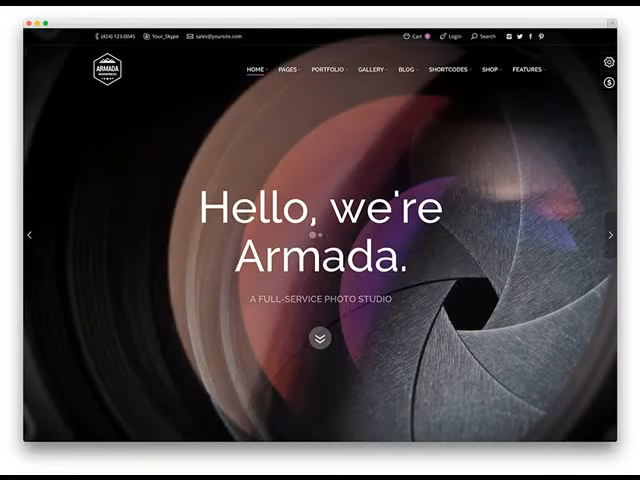 (424) 123-0045 Your_Skype sales@yoursite.com Cart Login Search
ARMADA
WORDPRESS
HOME PAGES PORTFOLIO GALLERY BLOG SHORTCODES SHOP FEATURES
Hello, we're
Armada.
A FULL-SERVICE PHOTO STUDIO